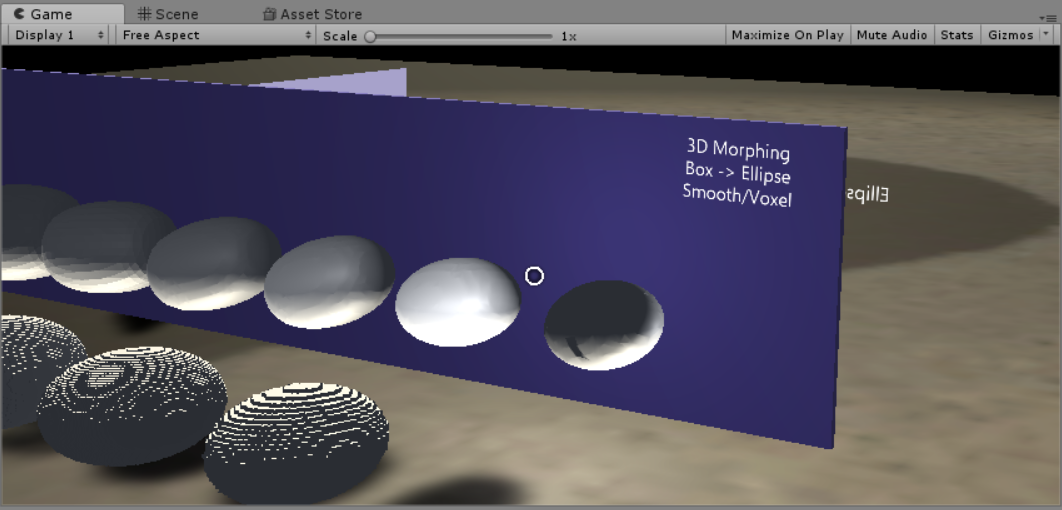 Game
Scene
Asset Store
Display 1
Free Aspect
Scale
1x
Maximize On Play
Mute Audio
Stats
Gizmos
3D Morphing
Box -> Ellipse
Smooth/Voxel
Ellips